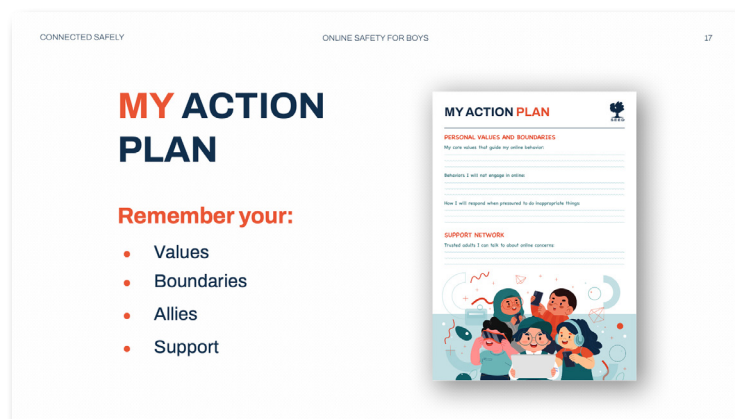 CONNECTED SAFELY
ONLINE SAFETY FOR BOYS
17
MY ACTION
PLAN
Remember your:
Values
Boundaries
Allies
Support
MY ACTION PLAN
SEED
PERSONAL VALUES AND BOUNDARIES
My core values that guide my online behavior:
Behaviors I will not engage in online:
How I will respond when pressured to do inappropriate things:
SUPPORT NETWORK
Trusted adults I can talk to about online concerns: